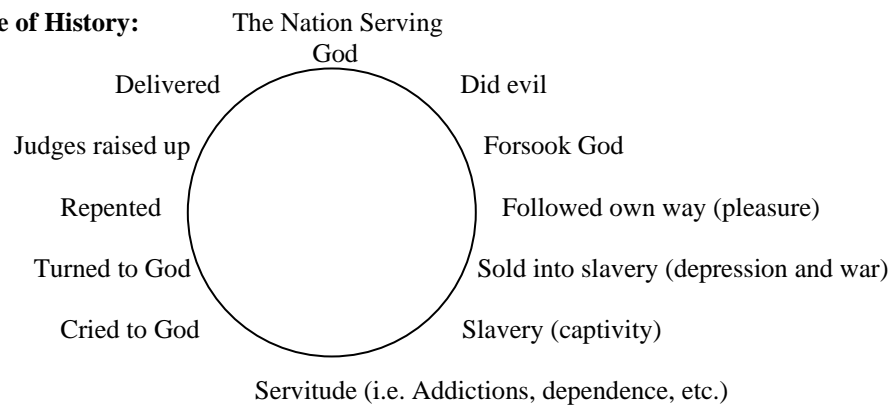 e of History: The Nation Serving
God
Delivered Did evil
Judges raised up Forsook God
Repented Followed own way (pleasure)
Turned to God Sold into slavery (depression and war)
Cried to God Slavery (captivity)
Servitude (i.e. Addictions, dependence, etc.)